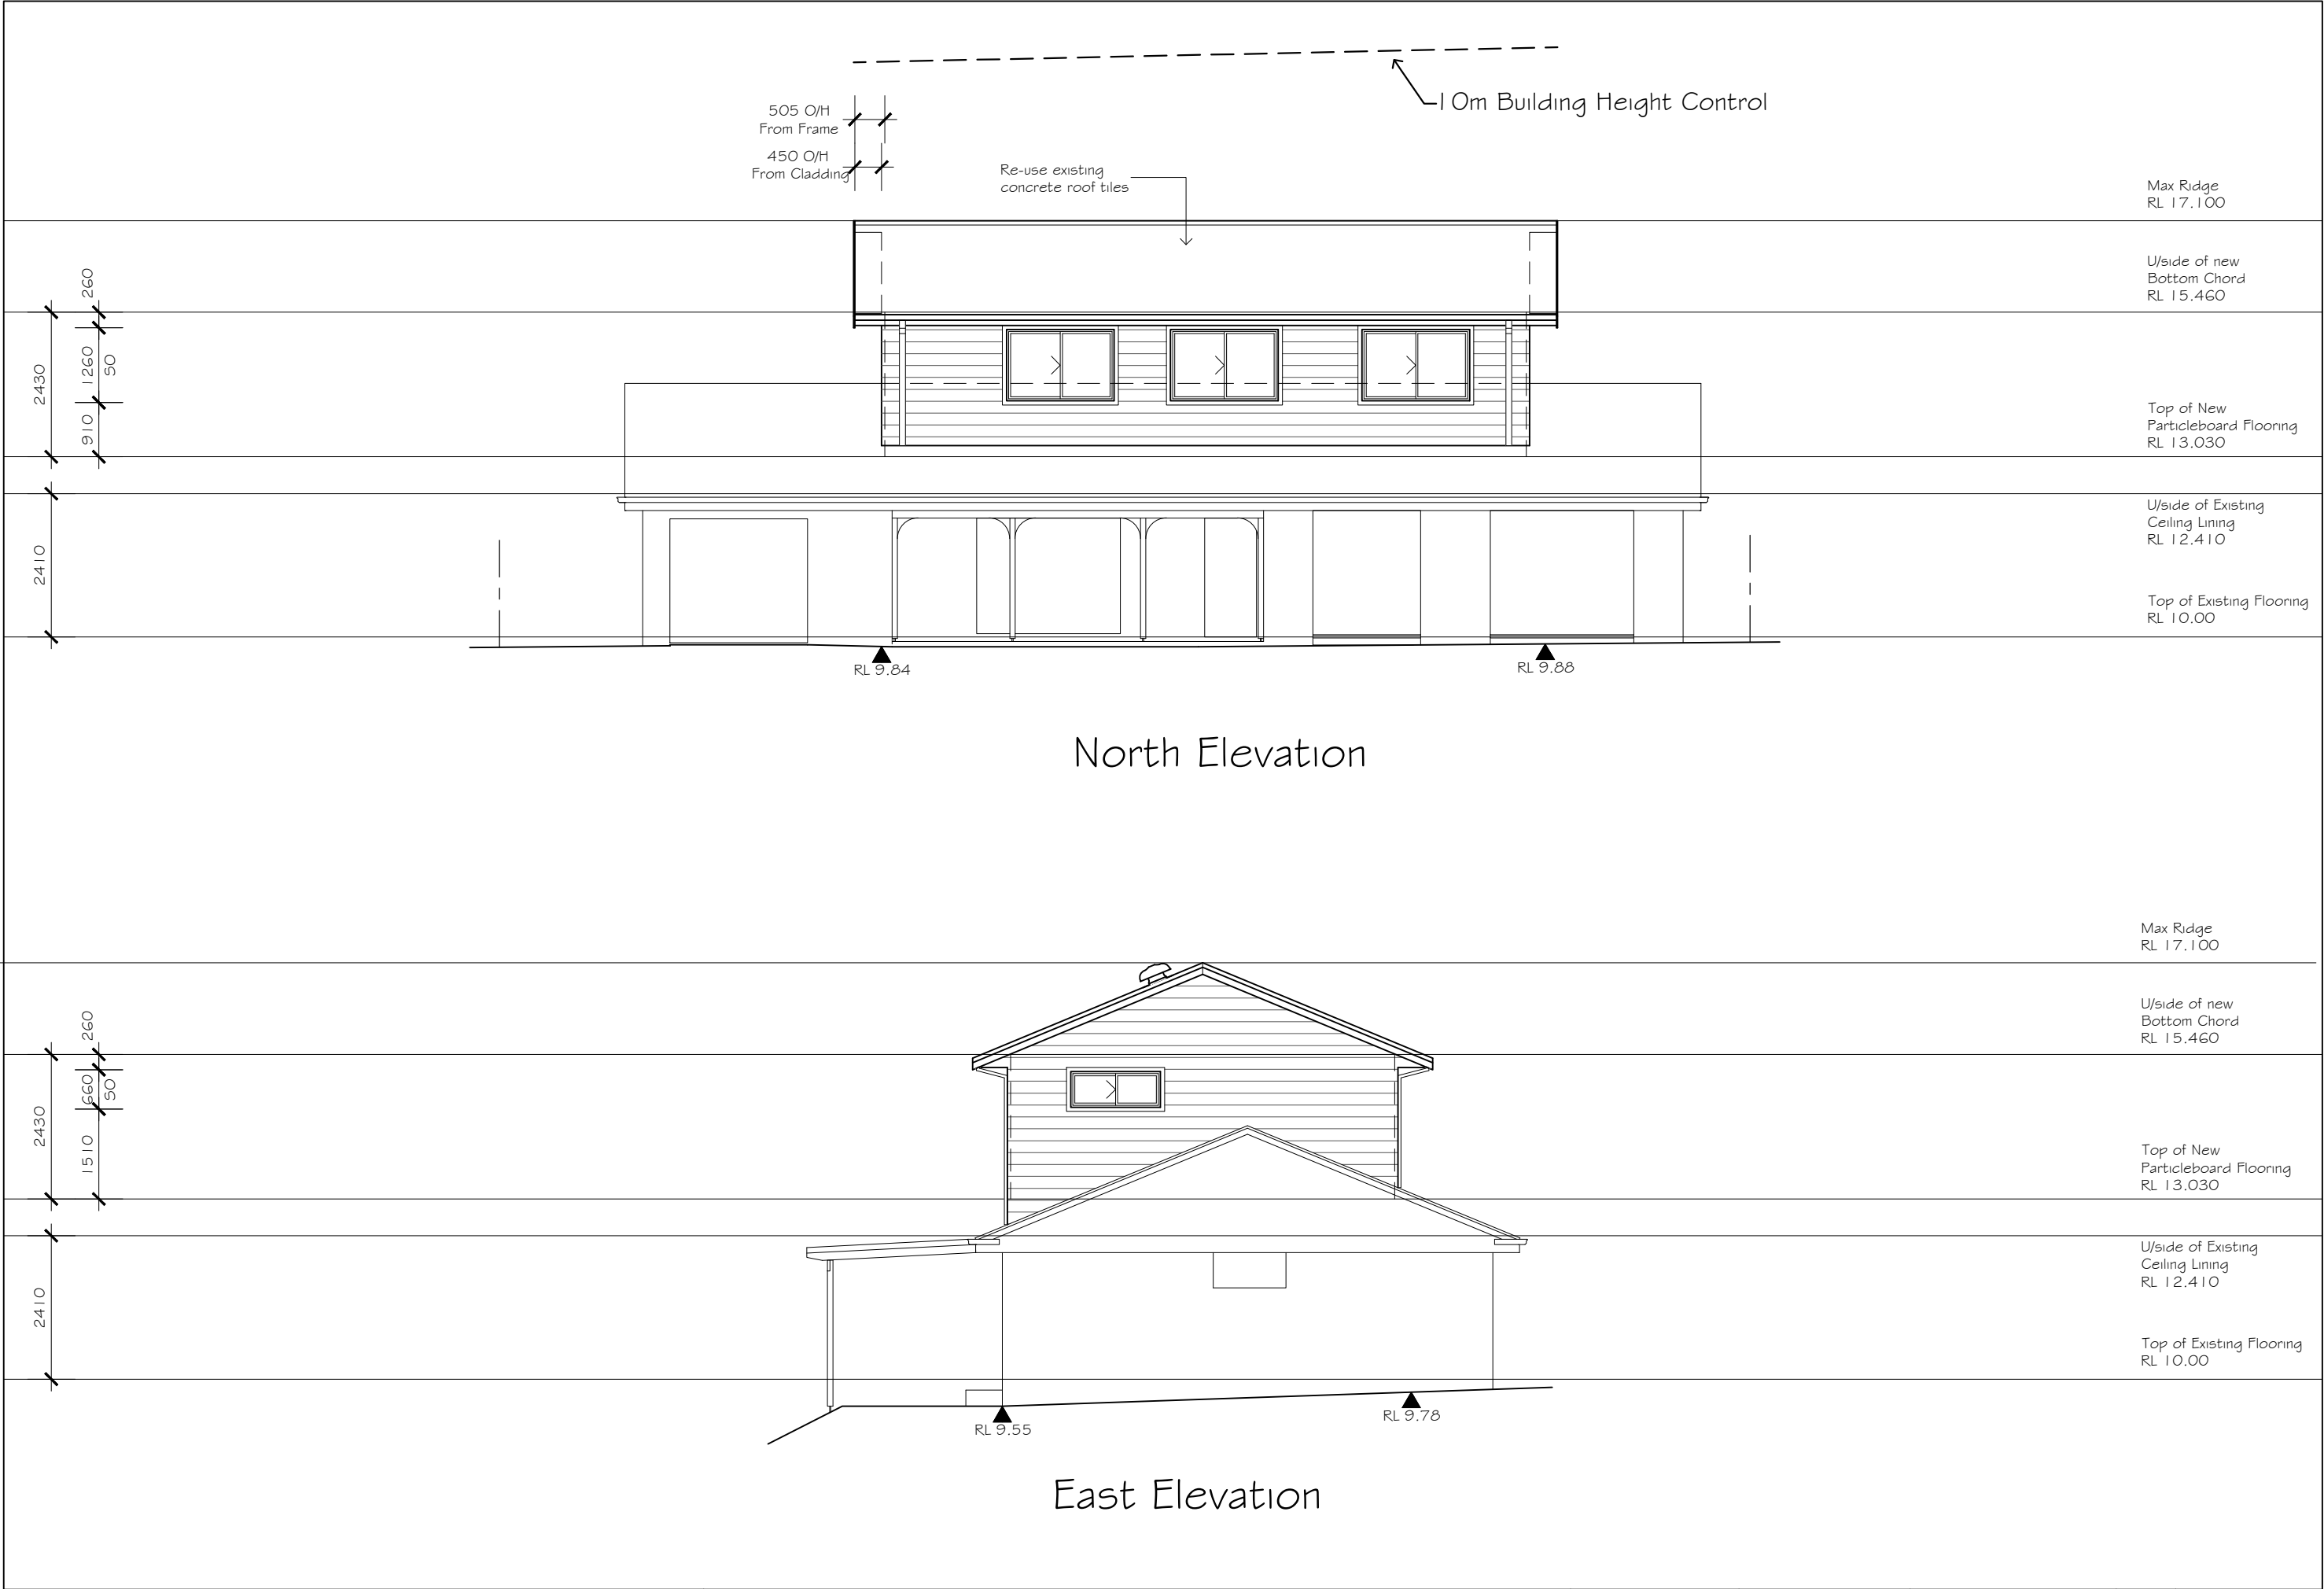 10m Building Height Control
505 O/H
From Frame
450 O/H
From Cladding
Re-use existing
concrete roof tiles
Max Ridge
RL 17.100
U/side of new
Bottom Chord
RL 15.460
Top of New
Particleboard Flooring
RL 13.030
U/side of Existing
Ceiling Lining
RL 12.410
Top of Existing Flooring
RL 10.00
260
1260
50
910
2430
2410
RL 9.84
RL 9.88
North Elevation
Max Ridge
RL 17.100
U/side of new
Bottom Chord
RL 15.460
Top of New
Particleboard Flooring
RL 13.030
U/side of Existing
Ceiling Lining
RL 12.410
Top of Existing Flooring
RL 10.00
260
660
50
1510
2430
2410
RL 9.55
RL 9.78
East Elevation